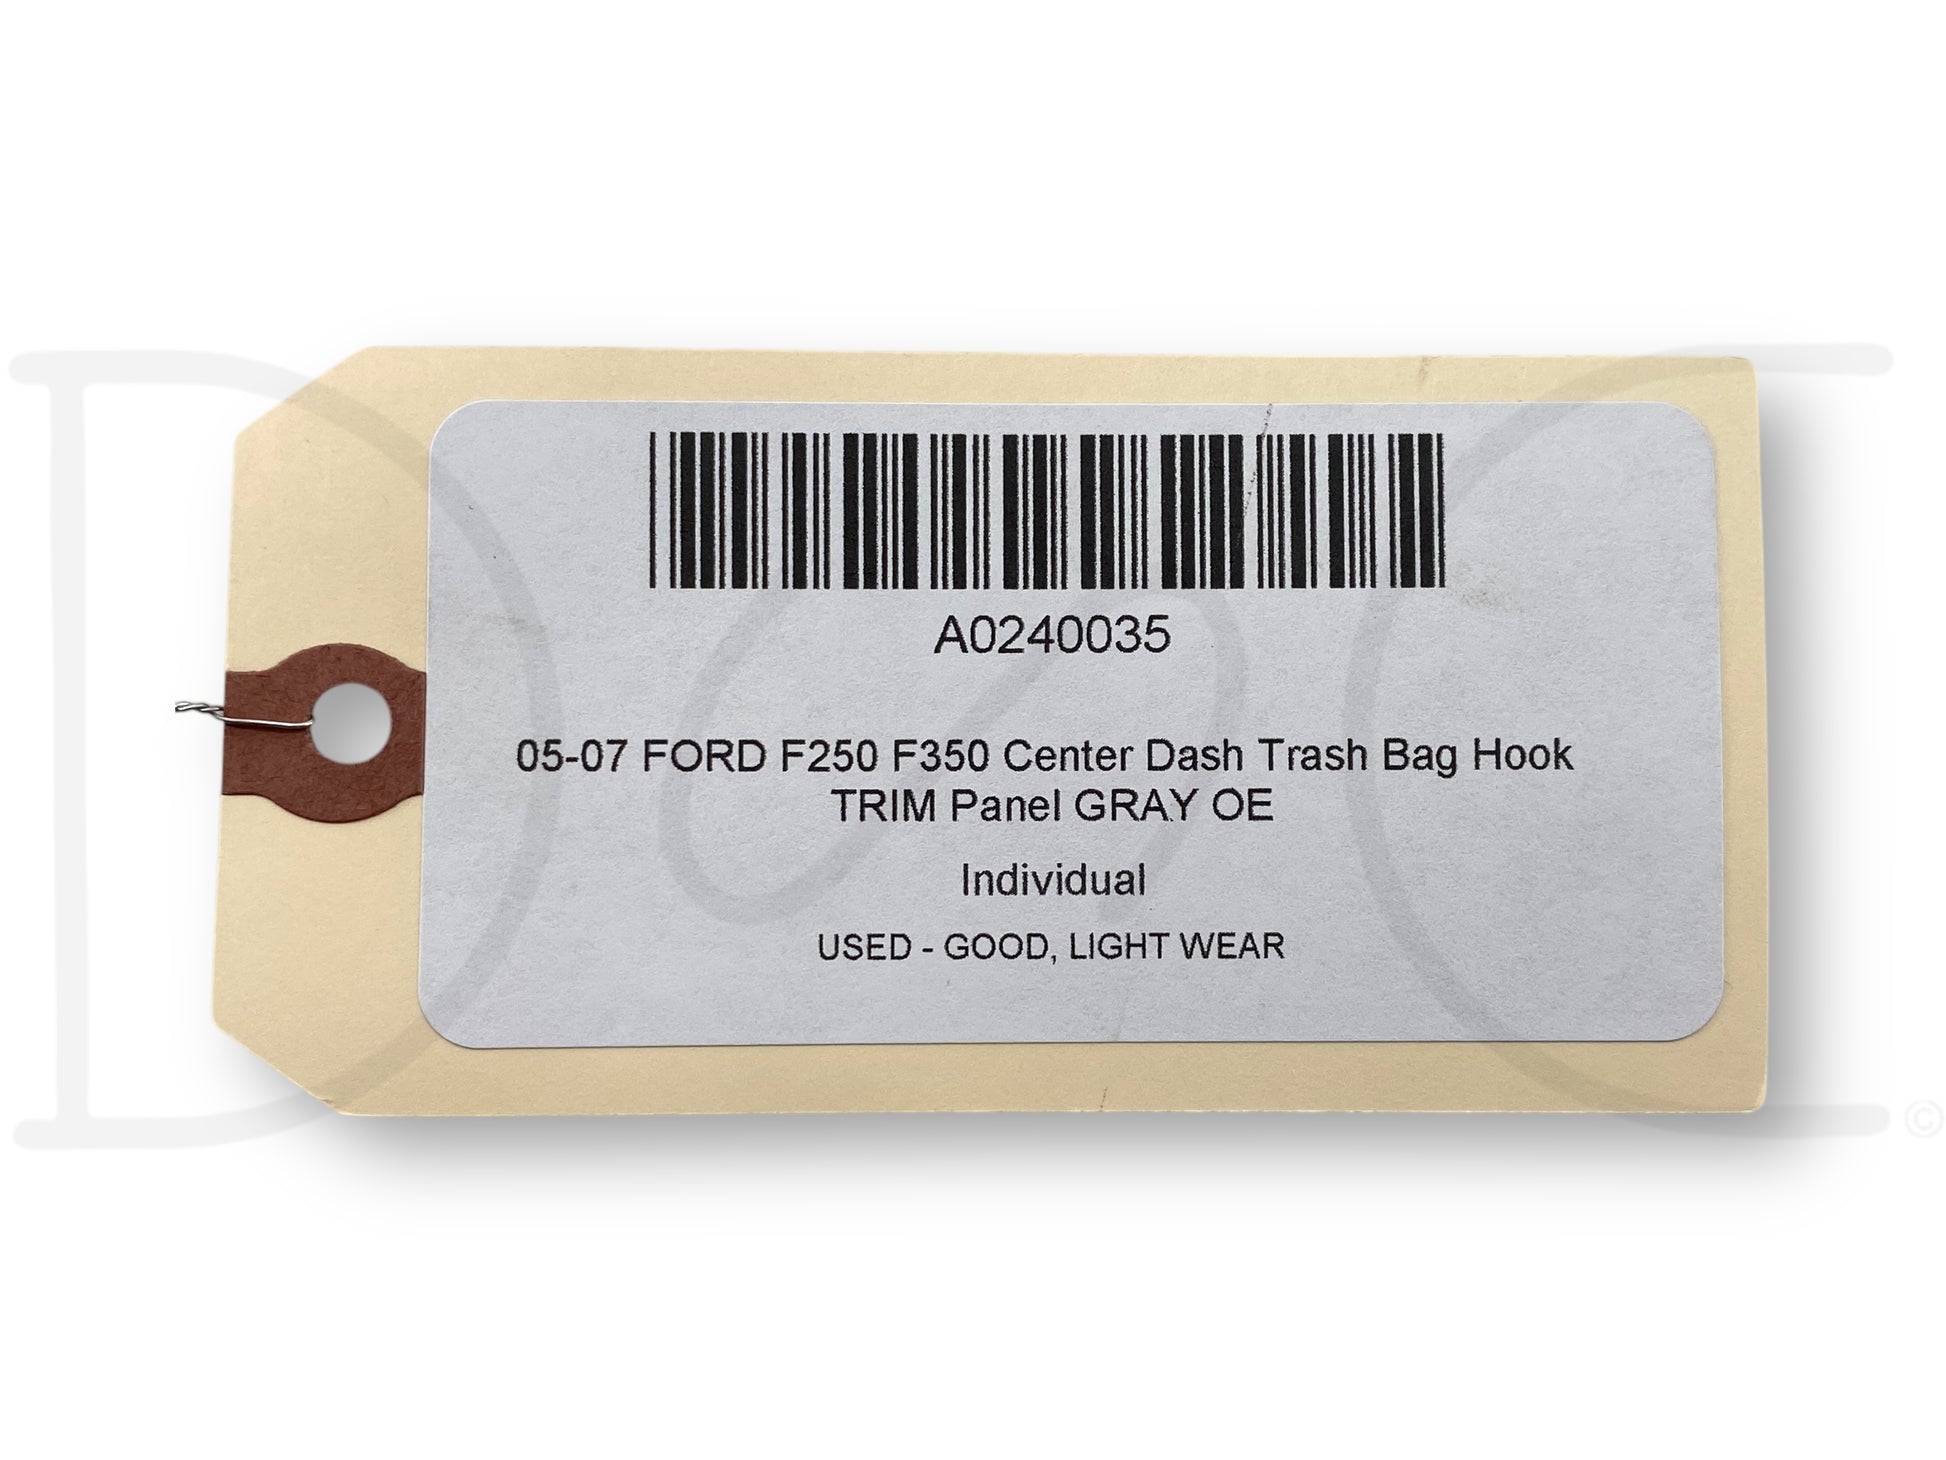 A0240035
05-07 FORD F250 F350 Center Dash Trash Bag Hook
TRIM Panel GRAY OE
Individual
USED - GOOD, LIGHT WEAR
©